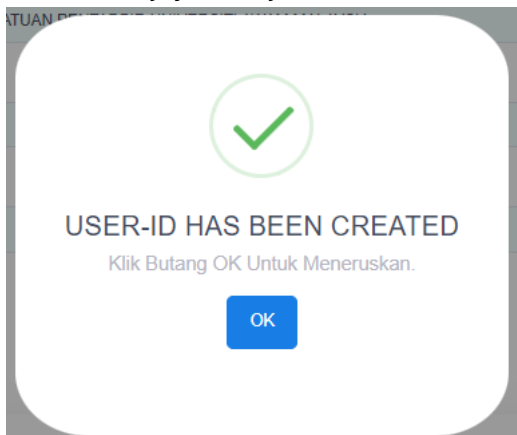 USER-ID HAS BEEN CREATED
Klik Butang OK Untuk Meneruskan.
OK